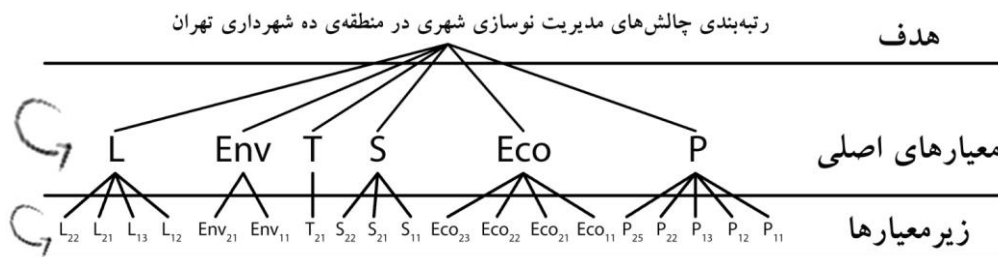 رتبه‌بندی چالش‌های مدیریت نوسازی شهری در منطقه‌ی ده شهرداری تهران
هدف
L Env T S Eco P
معیارهای اصلی
L22 L21 L13 L12 Env21 Env11 T21 S22 S21 S11 Eco23 Eco22 Eco21 Eco11 P25 P22 P13 P12 P11
زیرمعیارها